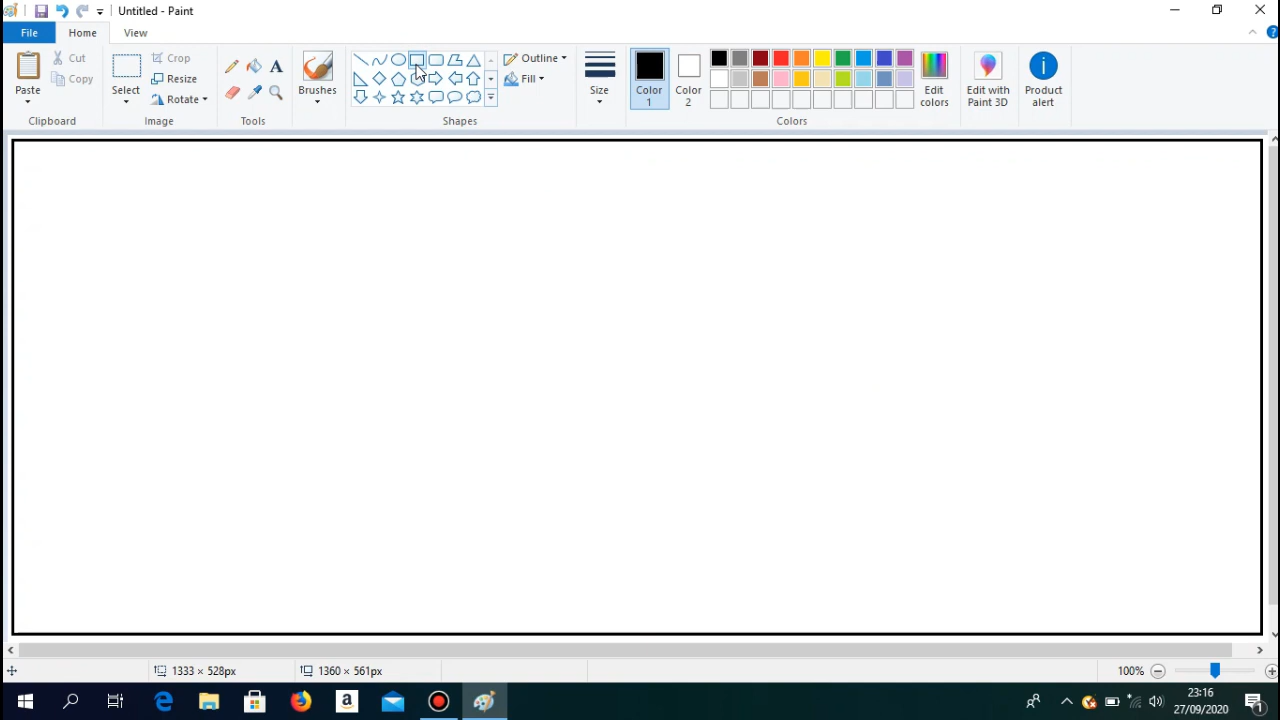 Untitled - Paint
File Home View
Paste
Cut
Copy
Clipboard
Select
Crop
Resize
Rotate
Image
Tools
Brushes
Shapes
Outline
Fill
Size
Color 1
Color 2
Colors
Edit colors
Edit with Paint 3D
Product alert
1333 × 528px
1360 × 561px
100%
23:16
27/09/2020